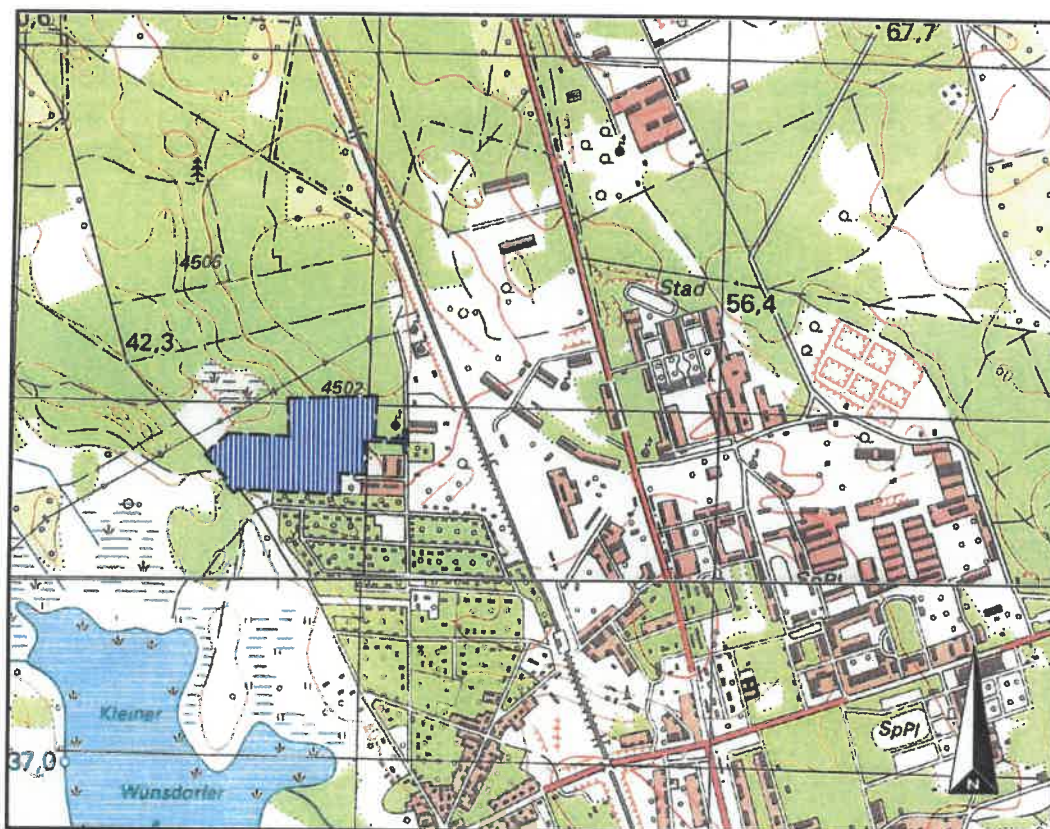 67,7
4506
Stad
56,4
42,3
4502
60
SpPl
Kleiner
SpPl
37,0
Wunsdorfer
N